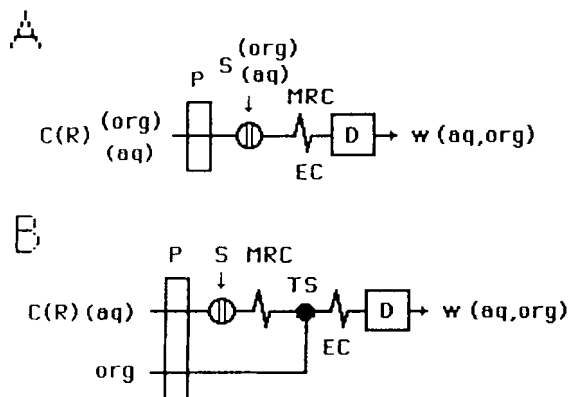 A
S (org)
(aq)
P
MRC
C(R) (org)
(aq)
D
w (aq,org)
EC
B
P S MRC
TS
C(R) (aq)
D
w (aq,org)
EC
org